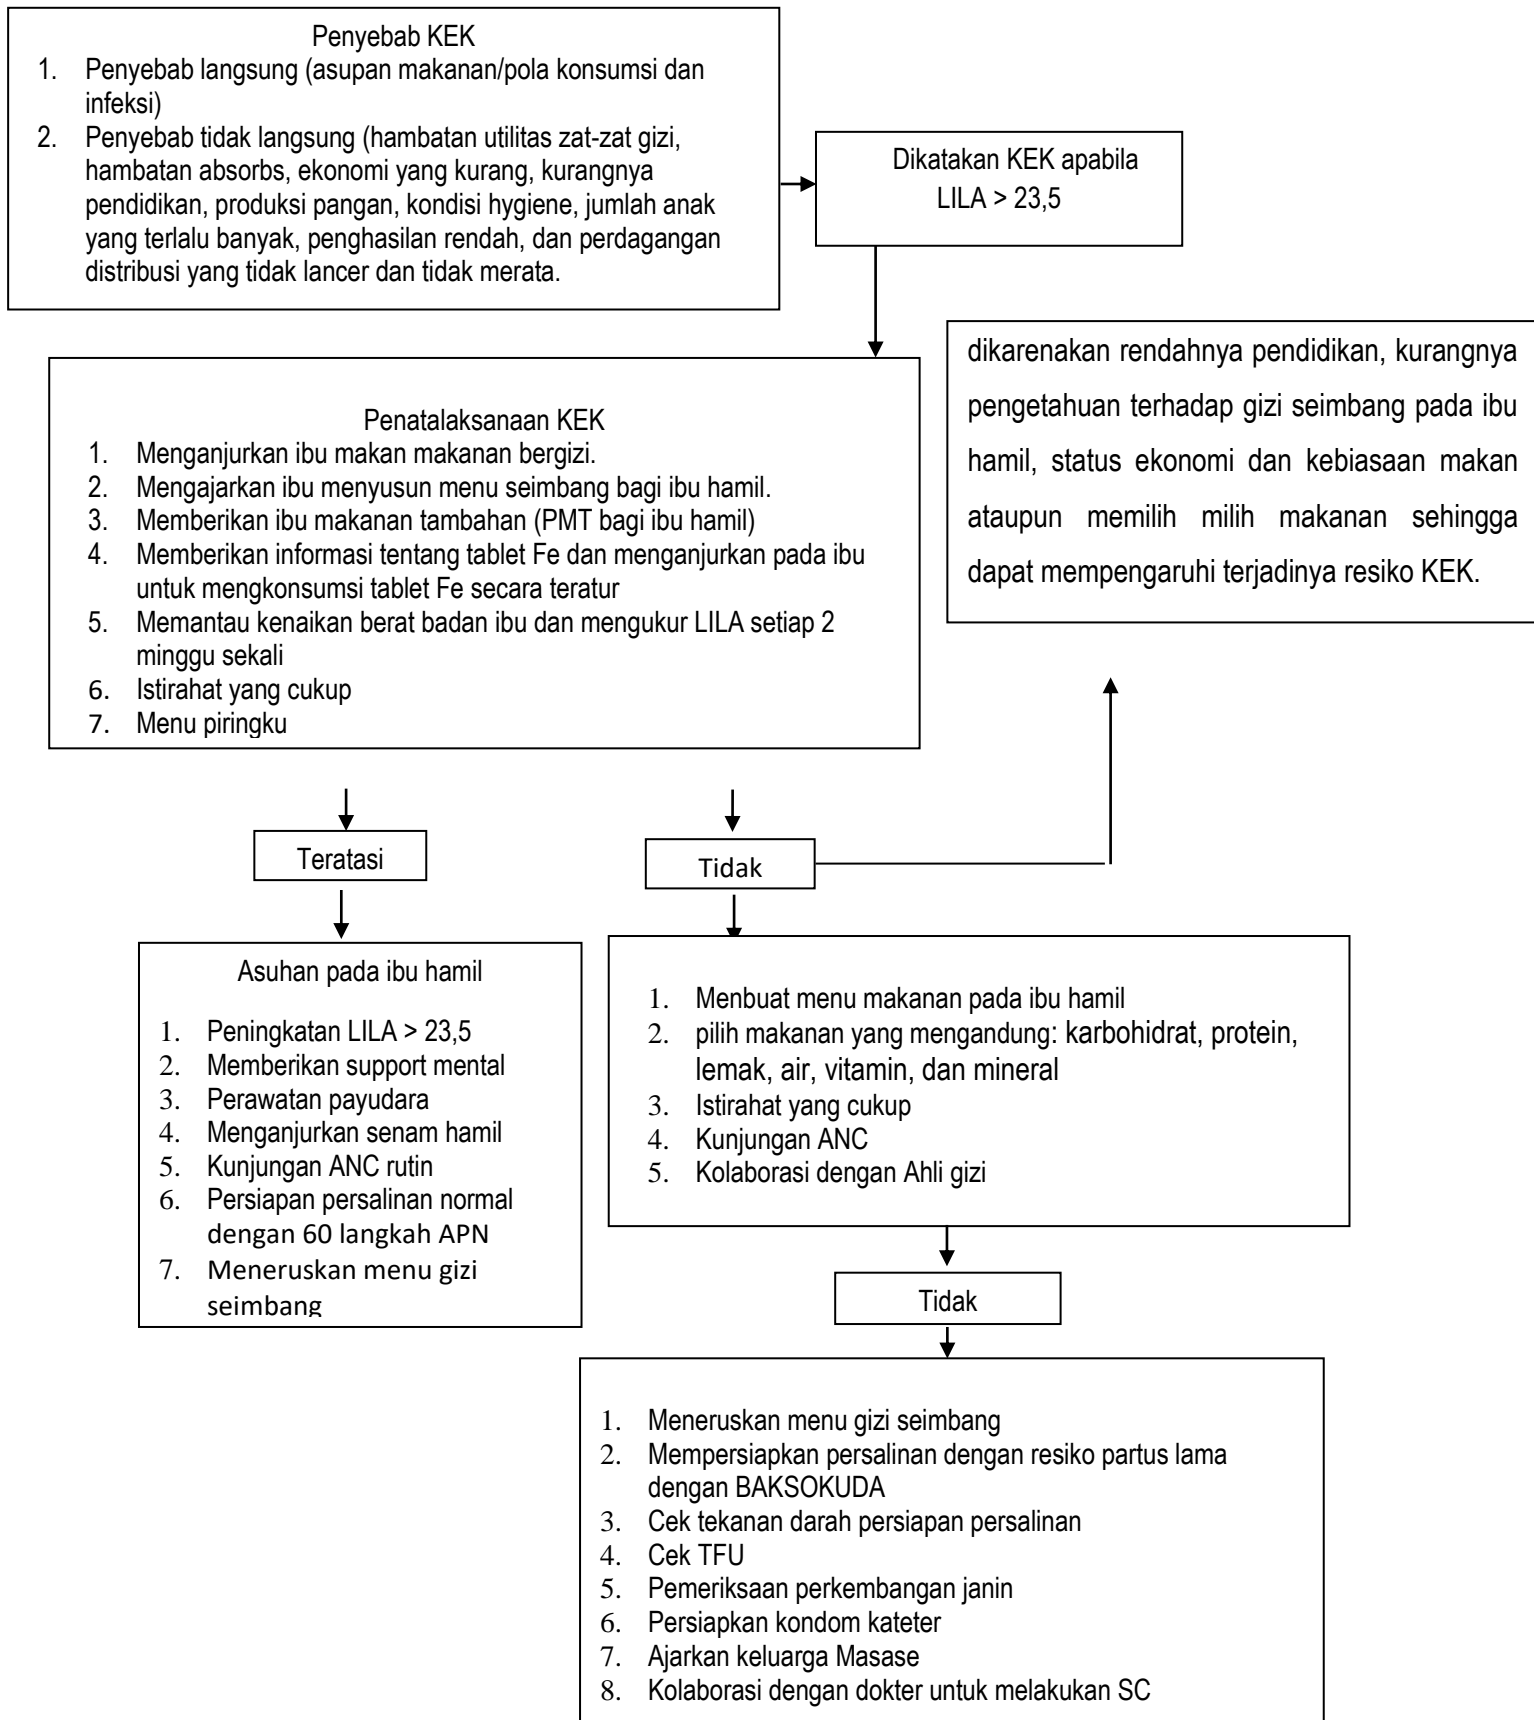 Penyebab KEK
1. Penyebab langsung (asupan makanan/pola konsumsi dan
infeksi)
2. Penyebab tidak langsung (hambatan utilitas zat-zat gizi,
hambatan absorbs, ekonomi yang kurang, kurangnya
pendidikan, produksi pangan, kondisi hygiene, jumlah anak
yang terlalu banyak, penghasilan rendah, dan perdagangan
distribusi yang tidak lancer dan tidak merata.
Dikatakan KEK apabila
LILA > 23,5
Penatalaksanaan KEK
1. Menganjurkan ibu makan makanan bergizi.
2. Mengajarkan ibu menyusun menu seimbang bagi ibu hamil.
3. Memberikan ibu makanan tambahan (PMT bagi ibu hamil)
4. Memberikan informasi tentang tablet Fe dan menganjurkan pada ibu
untuk mengkonsumsi tablet Fe secara teratur
5. Memantau kenaikan berat badan ibu dan mengukur LILA setiap 2
minggu sekali
6. Istirahat yang cukup
7. Menu piringku
dikarenakan rendahnya pendidikan, kurangnya
pengetahuan terhadap gizi seimbang pada ibu
hamil, status ekonomi dan kebiasaan makan
ataupun memilih milih makanan sehingga
dapat mempengaruhi terjadinya resiko KEK.
Teratasi
Tidak
Asuhan pada ibu hamil
1. Peningkatan LILA > 23,5
2. Memberikan support mental
3. Perawatan payudara
4. Menganjurkan senam hamil
5. Kunjungan ANC rutin
6. Persiapan persalinan normal
dengan 60 langkah APN
7. Meneruskan menu gizi
seimbang
1. Menbuat menu makanan pada ibu hamil
2. pilih makanan yang mengandung: karbohidrat, protein,
lemak, air, vitamin, dan mineral
3. Istirahat yang cukup
4. Kunjungan ANC
5. Kolaborasi dengan Ahli gizi
Tidak
1. Meneruskan menu gizi seimbang
2. Mempersiapkan persalinan dengan resiko partus lama
dengan BAKSOKUDA
3. Cek tekanan darah persiapan persalinan
4. Cek TFU
5. Pemeriksaan perkembangan janin
6. Persiapkan kondom kateter
7. Ajarkan keluarga Masase
8. Kolaborasi dengan dokter untuk melakukan SC